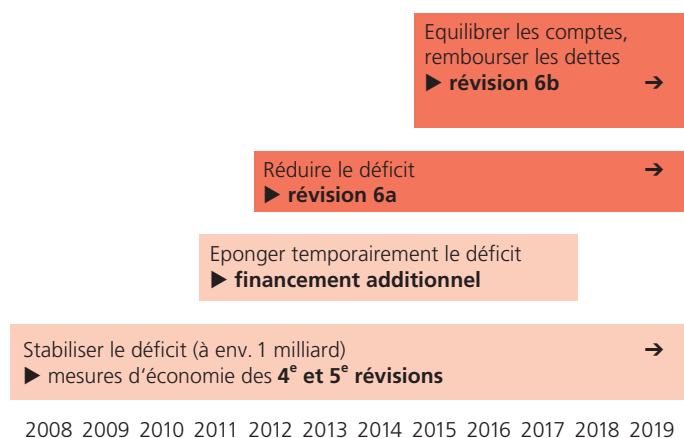 Equilibrer les comptes,
rembourser les dettes
▶ révision 6b ➔
Réduire le déficit ➔
▶ révision 6a
Eponger temporairement le déficit
▶ financement additionnel
Stabiliser le déficit (à env. 1 milliard) ➔
▶ mesures d'économie des 4e et 5e révisions
2008 2009 2010 2011 2012 2013 2014 2015 2016 2017 2018 2019